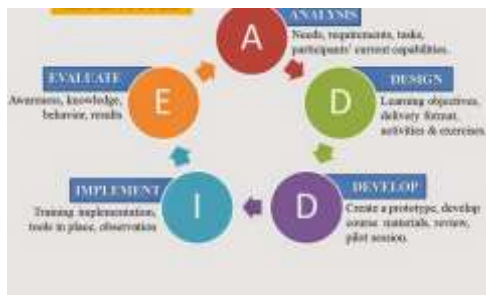 A
ANALYSIS
Needs, requirements, tasks,
participants' current capabilities.
D
DESIGN
Learning objectives,
delivery format,
activities & exercises
D
DEVELOP
Create a prototype, develop
course materials, review,
pilot session.
I
IMPLEMENT
Training implementation,
tools in place, observation
E
EVALUATE
Awareness, knowledge,
behavior, results